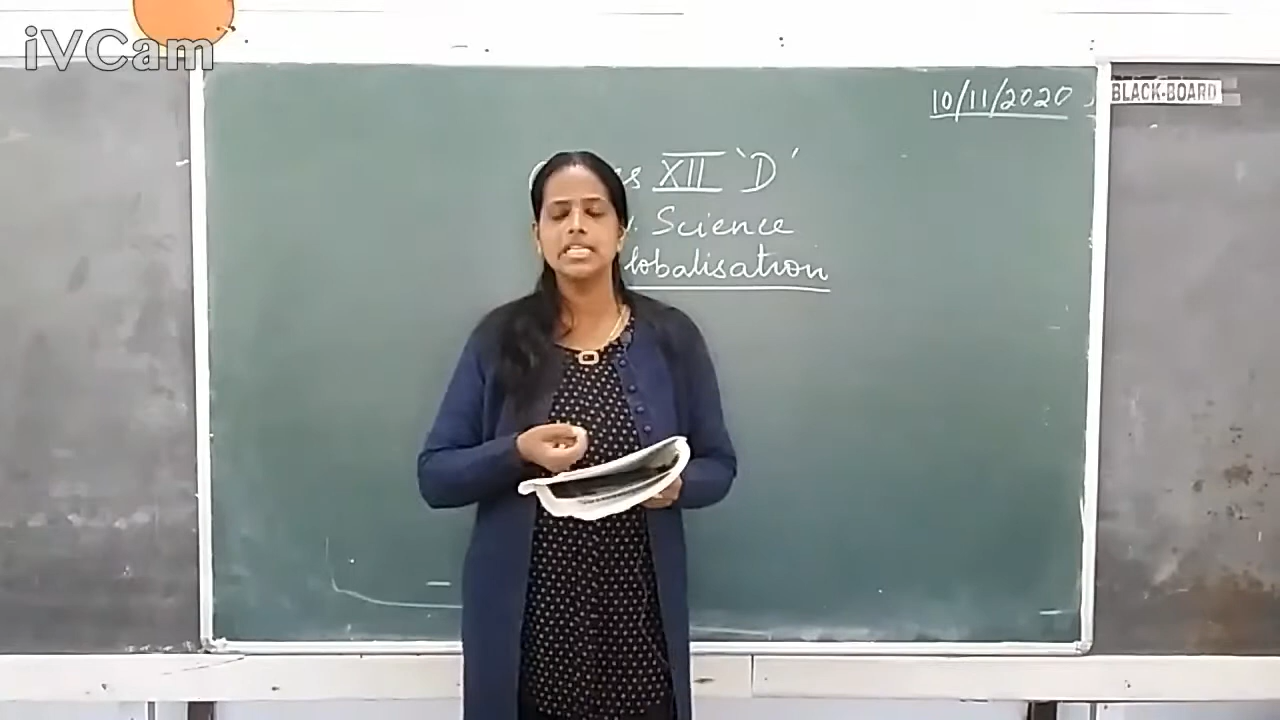 iVCam
10/11/2020
BLACK-BOARD
XII 'D'
Science
lobalisation